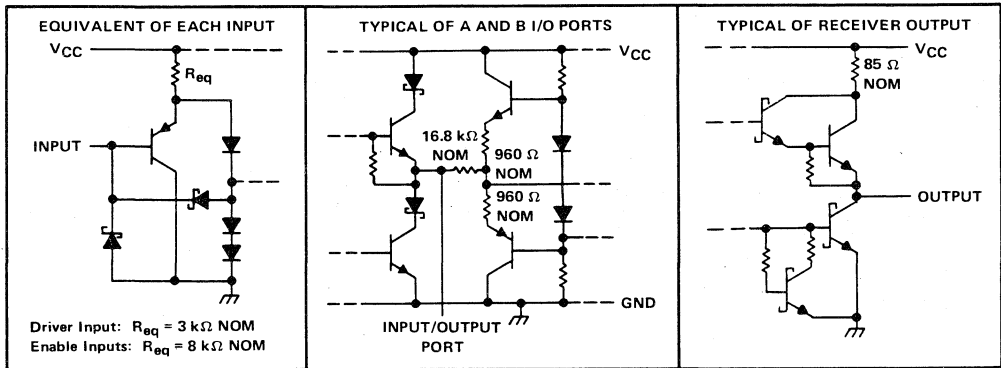 EQUIVALENT OF EACH INPUT
VCC
Req
INPUT
Driver Input: Req = 3 kΩ NOM
Enable Inputs: Req = 8 kΩ NOM
TYPICAL OF A AND B I/O PORTS
VCC
16.8 kΩ
NOM
960 Ω
NOM
960 Ω
NOM
GND
INPUT/OUTPUT
PORT
TYPICAL OF RECEIVER OUTPUT
VCC
85 Ω
NOM
OUTPUT